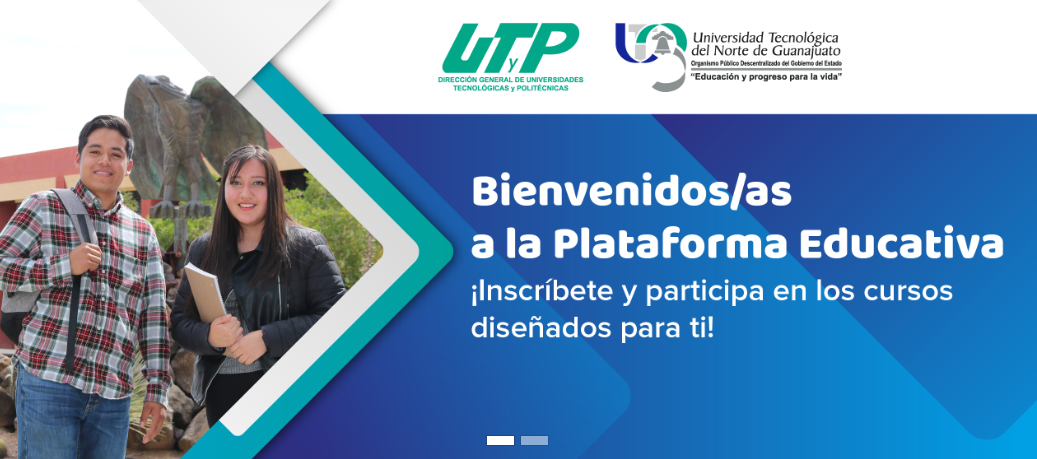 UTyP
DIRECCIÓN GENERAL DE UNIVERSIDADES
TECNOLÓGICAS y POLITÉCNICAS
UTNG
Universidad Tecnológica
del Norte de Guanajuato
Organismo Público Descentralizado del Gobierno del Estado
"Educación y progreso para la vida"
Bienvenidos/as
a la Plataforma Educativa
¡Inscríbete y participa en los cursos
diseñados para ti!